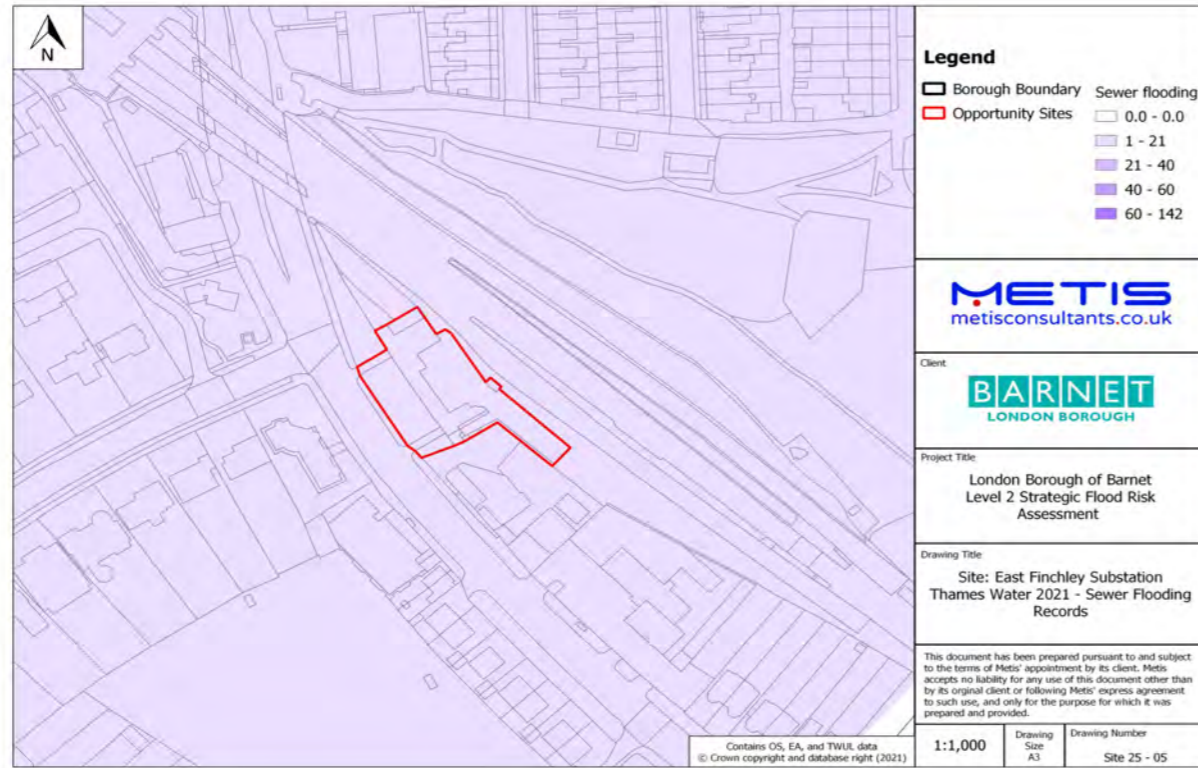 N
Legend
Borough Boundary
Opportunity Sites
Sewer flooding
0.0 - 0.0
1 - 21
21 - 40
40 - 60
60 - 142
METIS
metisconsultants.co.uk
Client
BARNET
LONDON BOROUGH
Project Title
London Borough of Barnet
Level 2 Strategic Flood Risk
Assessment
Drawing Title
Site: East Finchley Substation
Thames Water 2021 - Sewer Flooding
Records
This document has been prepared pursuant to and subject
to the terms of Metis' appointment by its client. Metis
accepts no liability for any use of this document other than
by its orginal client or following Metis' express agreement
to such use, and only for the purpose for which it was
prepared and provided.
Contains OS, EA, and TWUL data
© Crown copyright and database right (2021)
1:1,000
Drawing
Size
A3
Drawing Number
Site 25 - 05